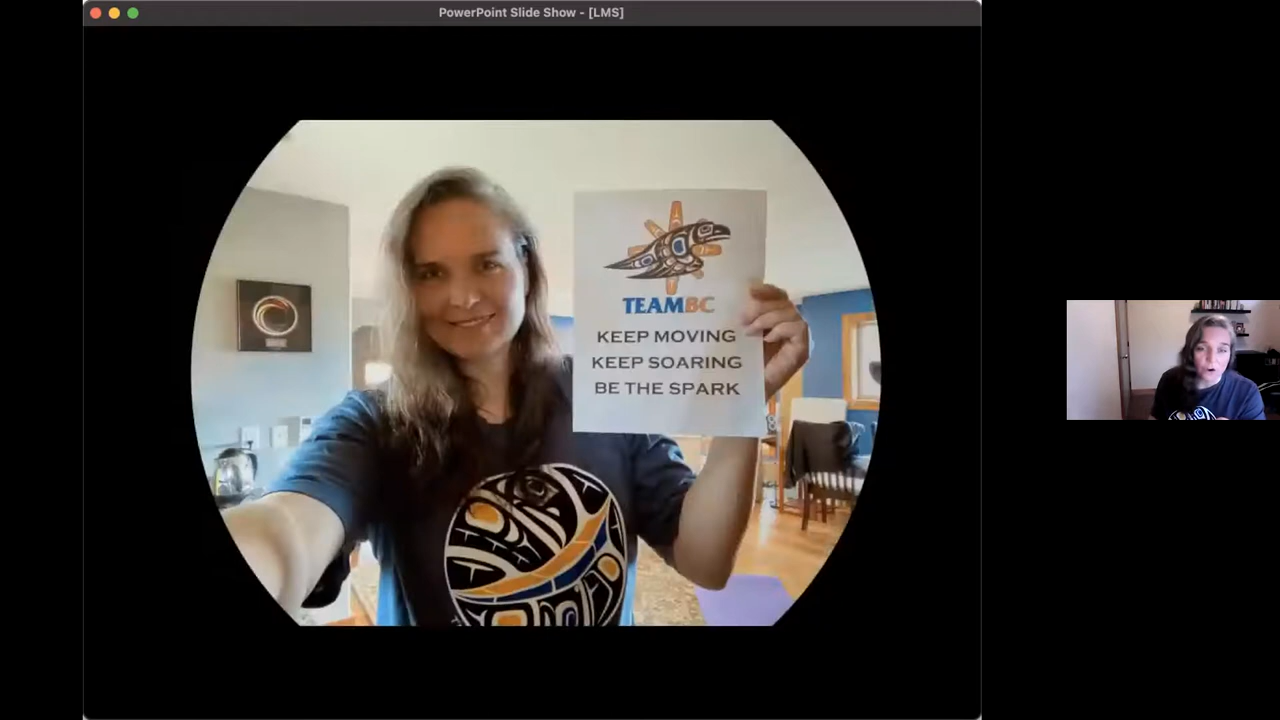 PowerPoint Slide Show - [LMS]
TEAMBC
KEEP MOVING
KEEP SOARING
BE THE SPARK